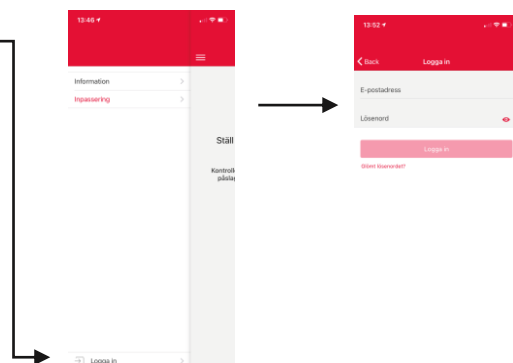 13:46
Information
Inpassering
Ställ
Kontroll
påslag
Logga in
13:52
Back
Logga in
E-postadress
Lösenord
Logga in
Glömt lösenordet?